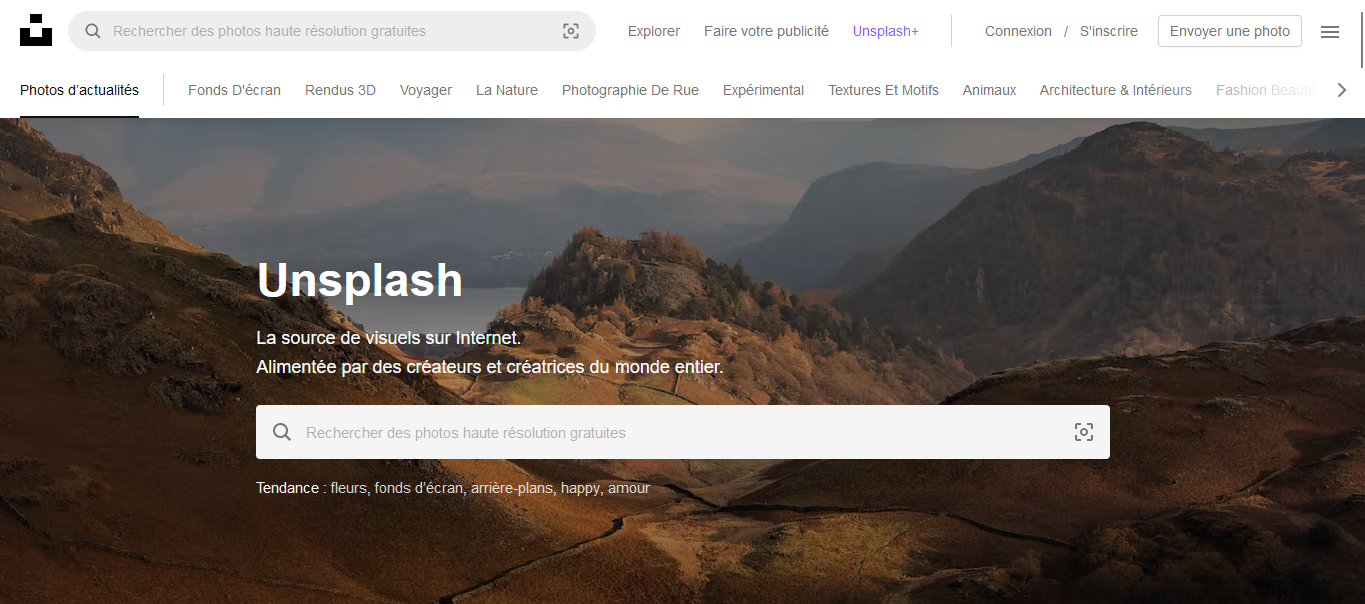 Rechercher des photos haute résolution gratuites
Explorer
Faire votre publicité
Unsplash+
Connexion / S'inscrire
Envoyer une photo
Photos d’actualités
Fonds D'écran
Rendus 3D
Voyager
La Nature
Photographie De Rue
Expérimental
Textures Et Motifs
Animaux
Architecture & Intérieurs
Fashion Beauté
Unsplash
La source de visuels sur Internet.
Alimentée par des créateurs et créatrices du monde entier.
Rechercher des photos haute résolution gratuites
Tendance : fleurs, fonds d’écran, arrière-plans, happy, amour